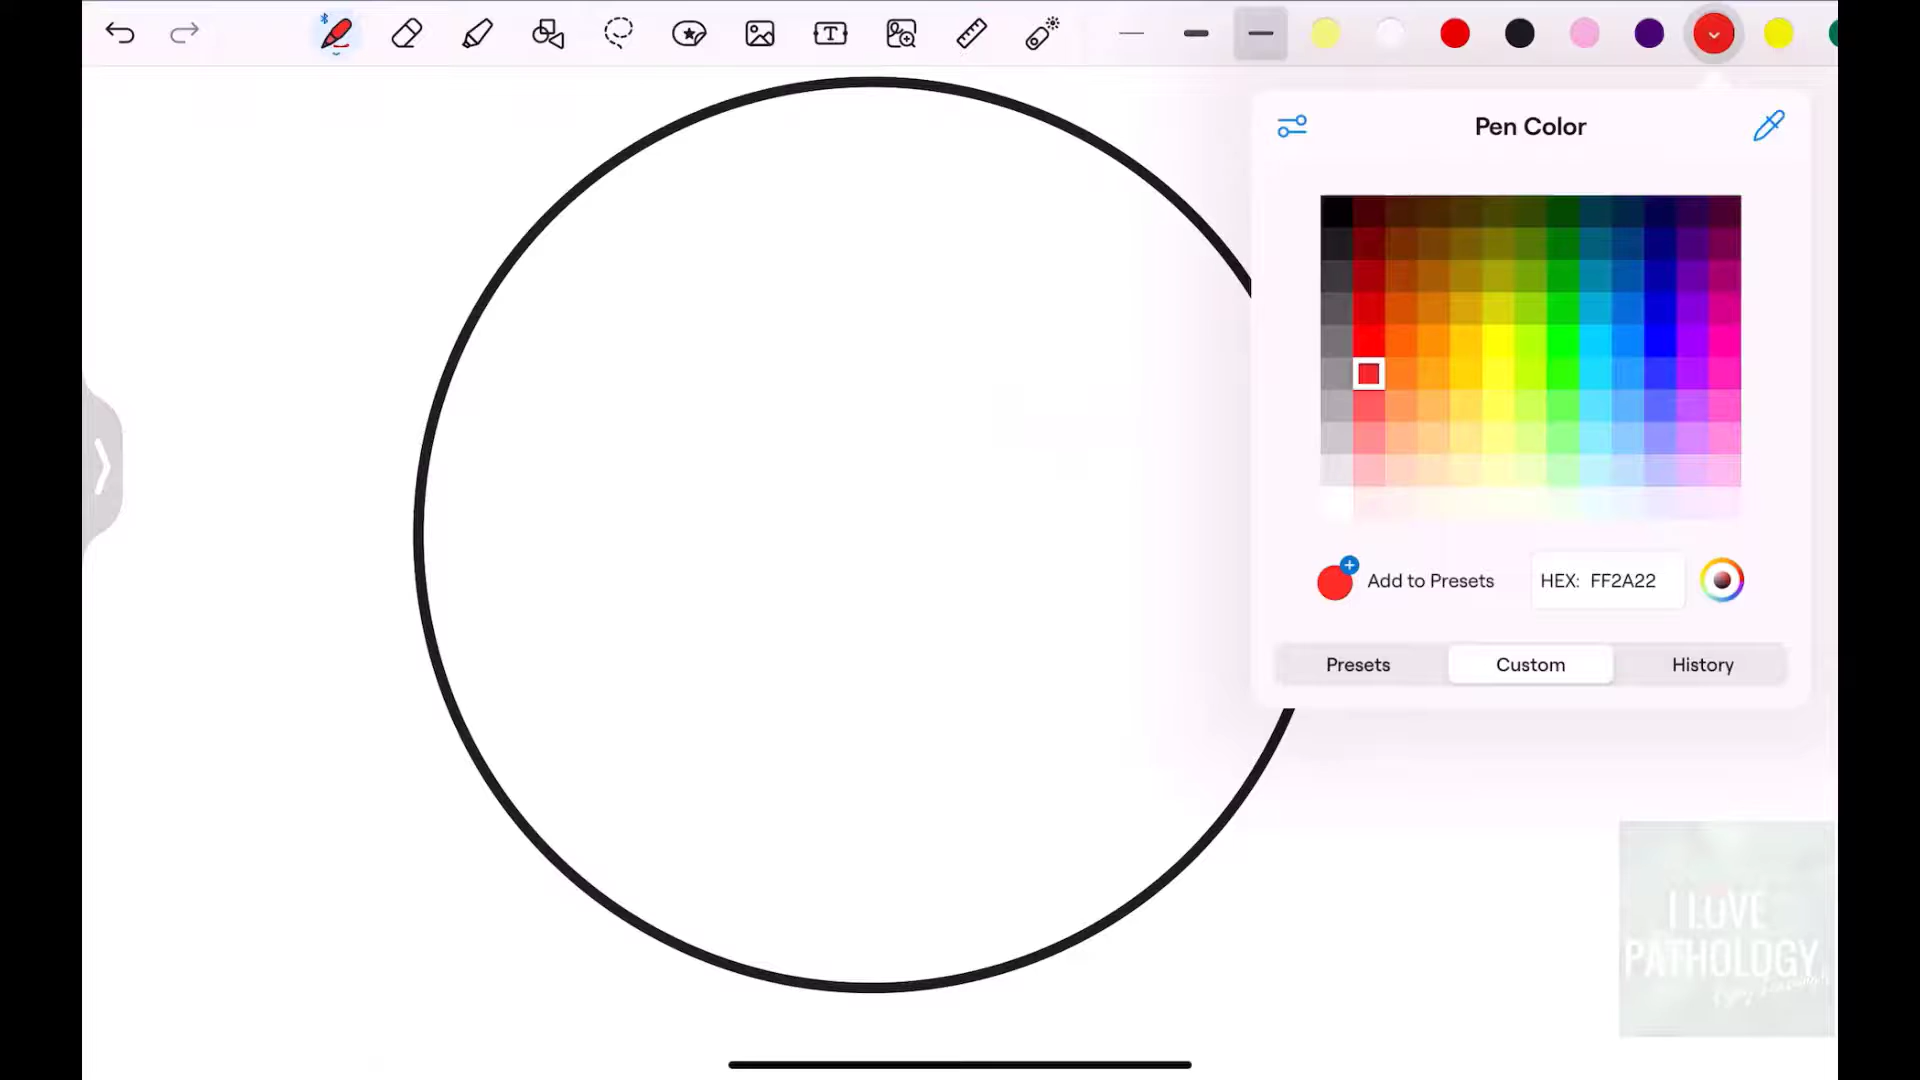 Pen Color
Add to Presets
HEX: FF2A22
Presets
Custom
History
I LOVE
PATHOLOGY